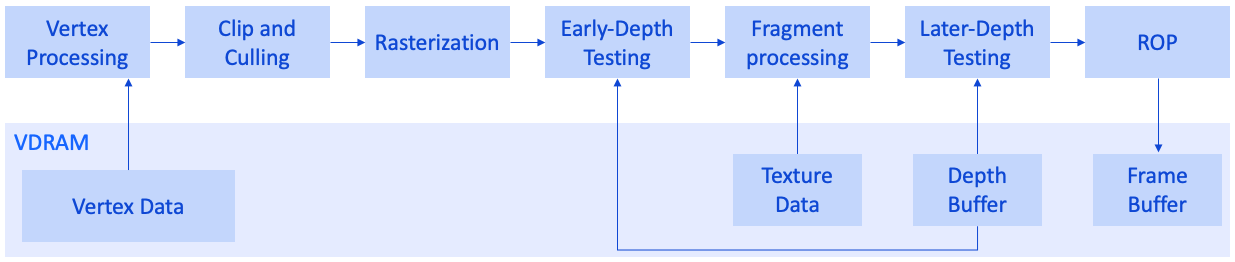 Vertex
Processing
Clip and
Culling
Rasterization
Early-Depth
Testing
Fragment
processing
Later-Depth
Testing
ROP
VDRAM
Vertex Data
Texture
Data
Depth
Buffer
Frame
Buffer